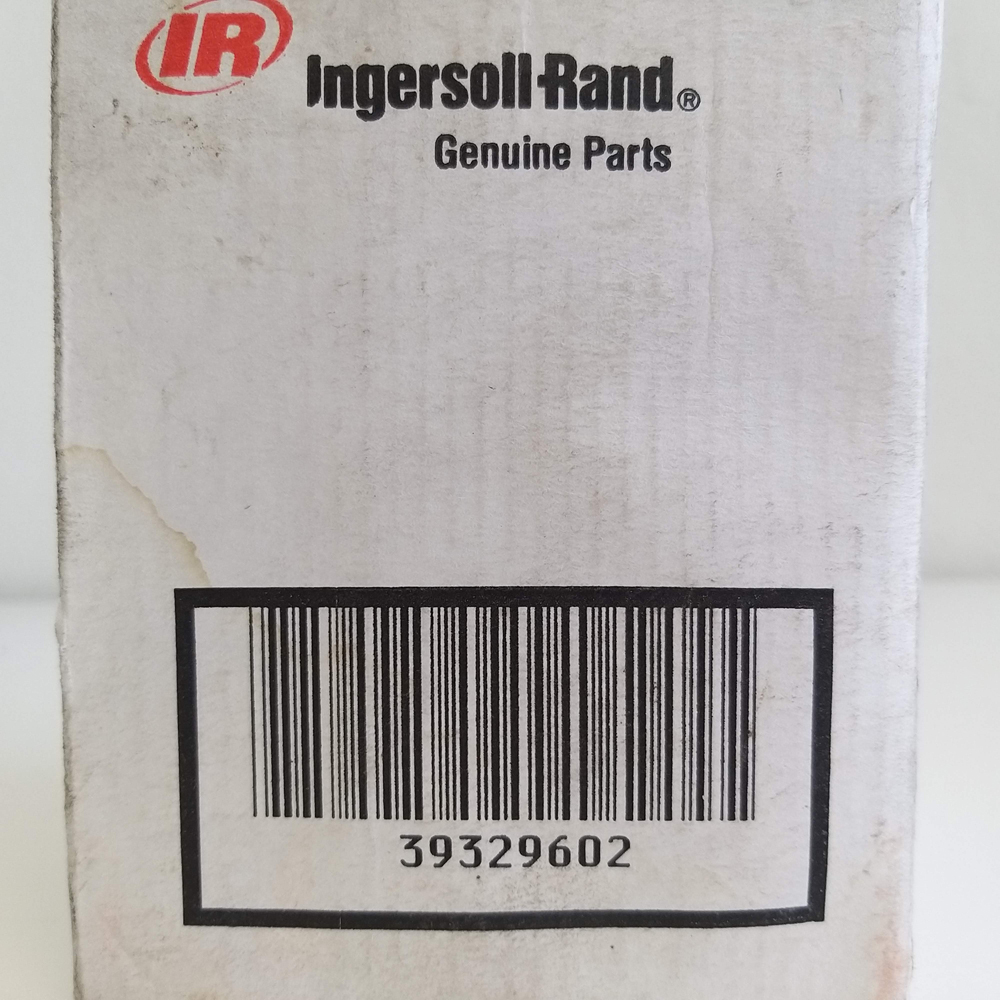 IR
Ingersoll-Rand®
Genuine Parts
39329602